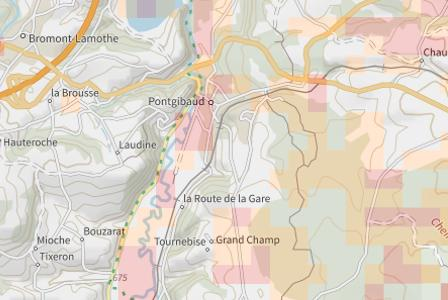 Bromont-Lamothe
Chau
la Brousse
Pontgibaud
Hauteroche
Laudine
la Route de la Gare
Bouzarat
Mioche
Tournebise
Grand Champ
Tixeron
675